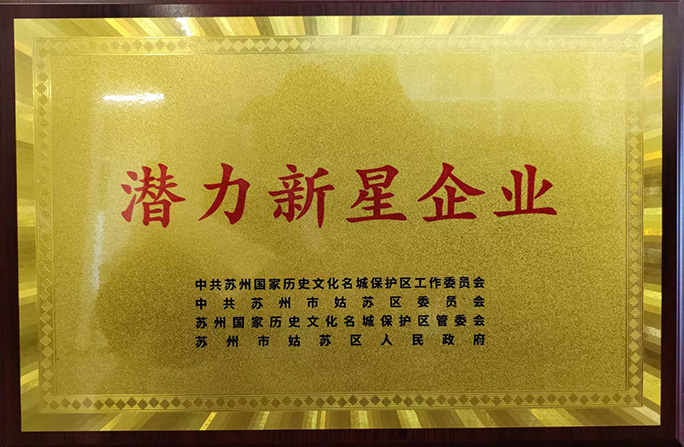 潜力新星企业
中共苏州国家历史文化名城保护区工作委员会
中共苏州市姑苏区委员会
苏州国家历史文化名城保护区管委会
苏州市姑苏区人民政府